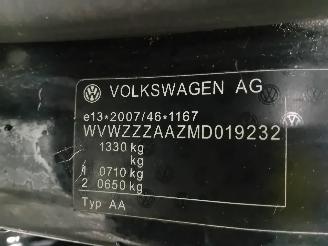 VOLKSWAGEN AG
e13*2007/46*1167
WVWZZZAAZMD019232
1330 kg
kg
1 0710 kg
2 0650 kg
Typ AA